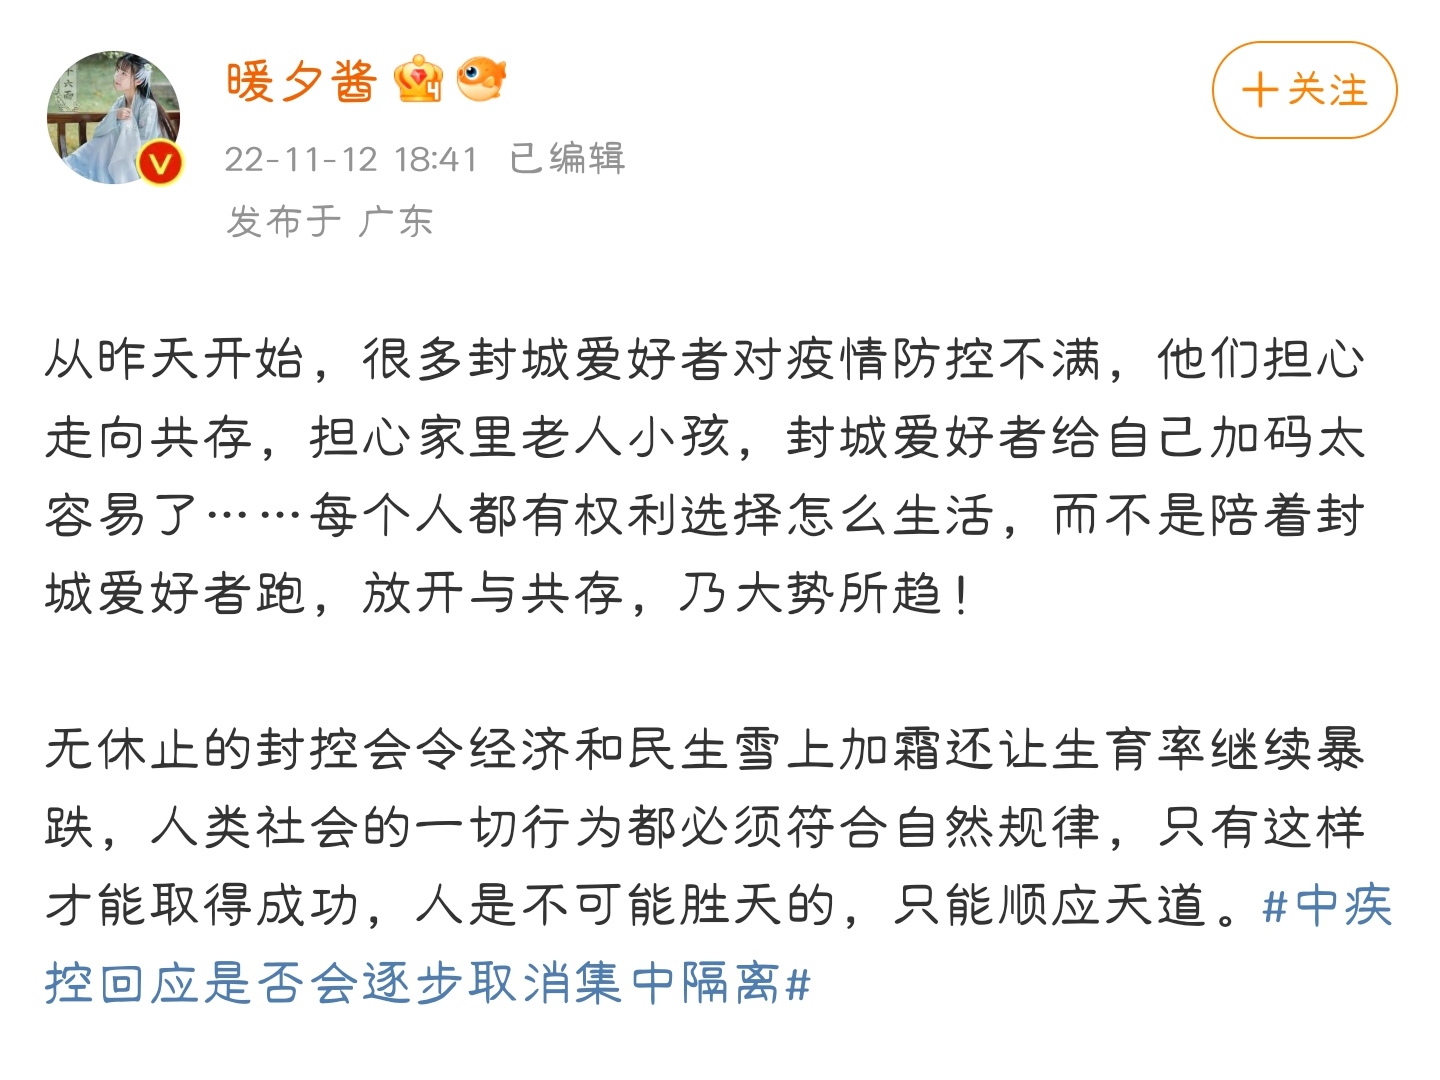 暖夕酱
22-11-12 18:41 已编辑
发布于 广东
十关注
从昨天开始，很多封城爱好者对疫情防控不满，他们担心
走向共存，担心家里老人小孩，封城爱好者给自己加码太
容易了……每个人都有权利选择怎么生活，而不是陪着封
城爱好者跑，放开与共存，乃大势所趋！
无休止的封控会令经济和民生雪上加霜还让生育率继续暴
跌，人类社会的一切行为都必须符合自然规律，只有这样
才能取得成功，人是不可能胜天的，只能顺应天道。#中疾
控回应是否会逐步取消集中隔离#